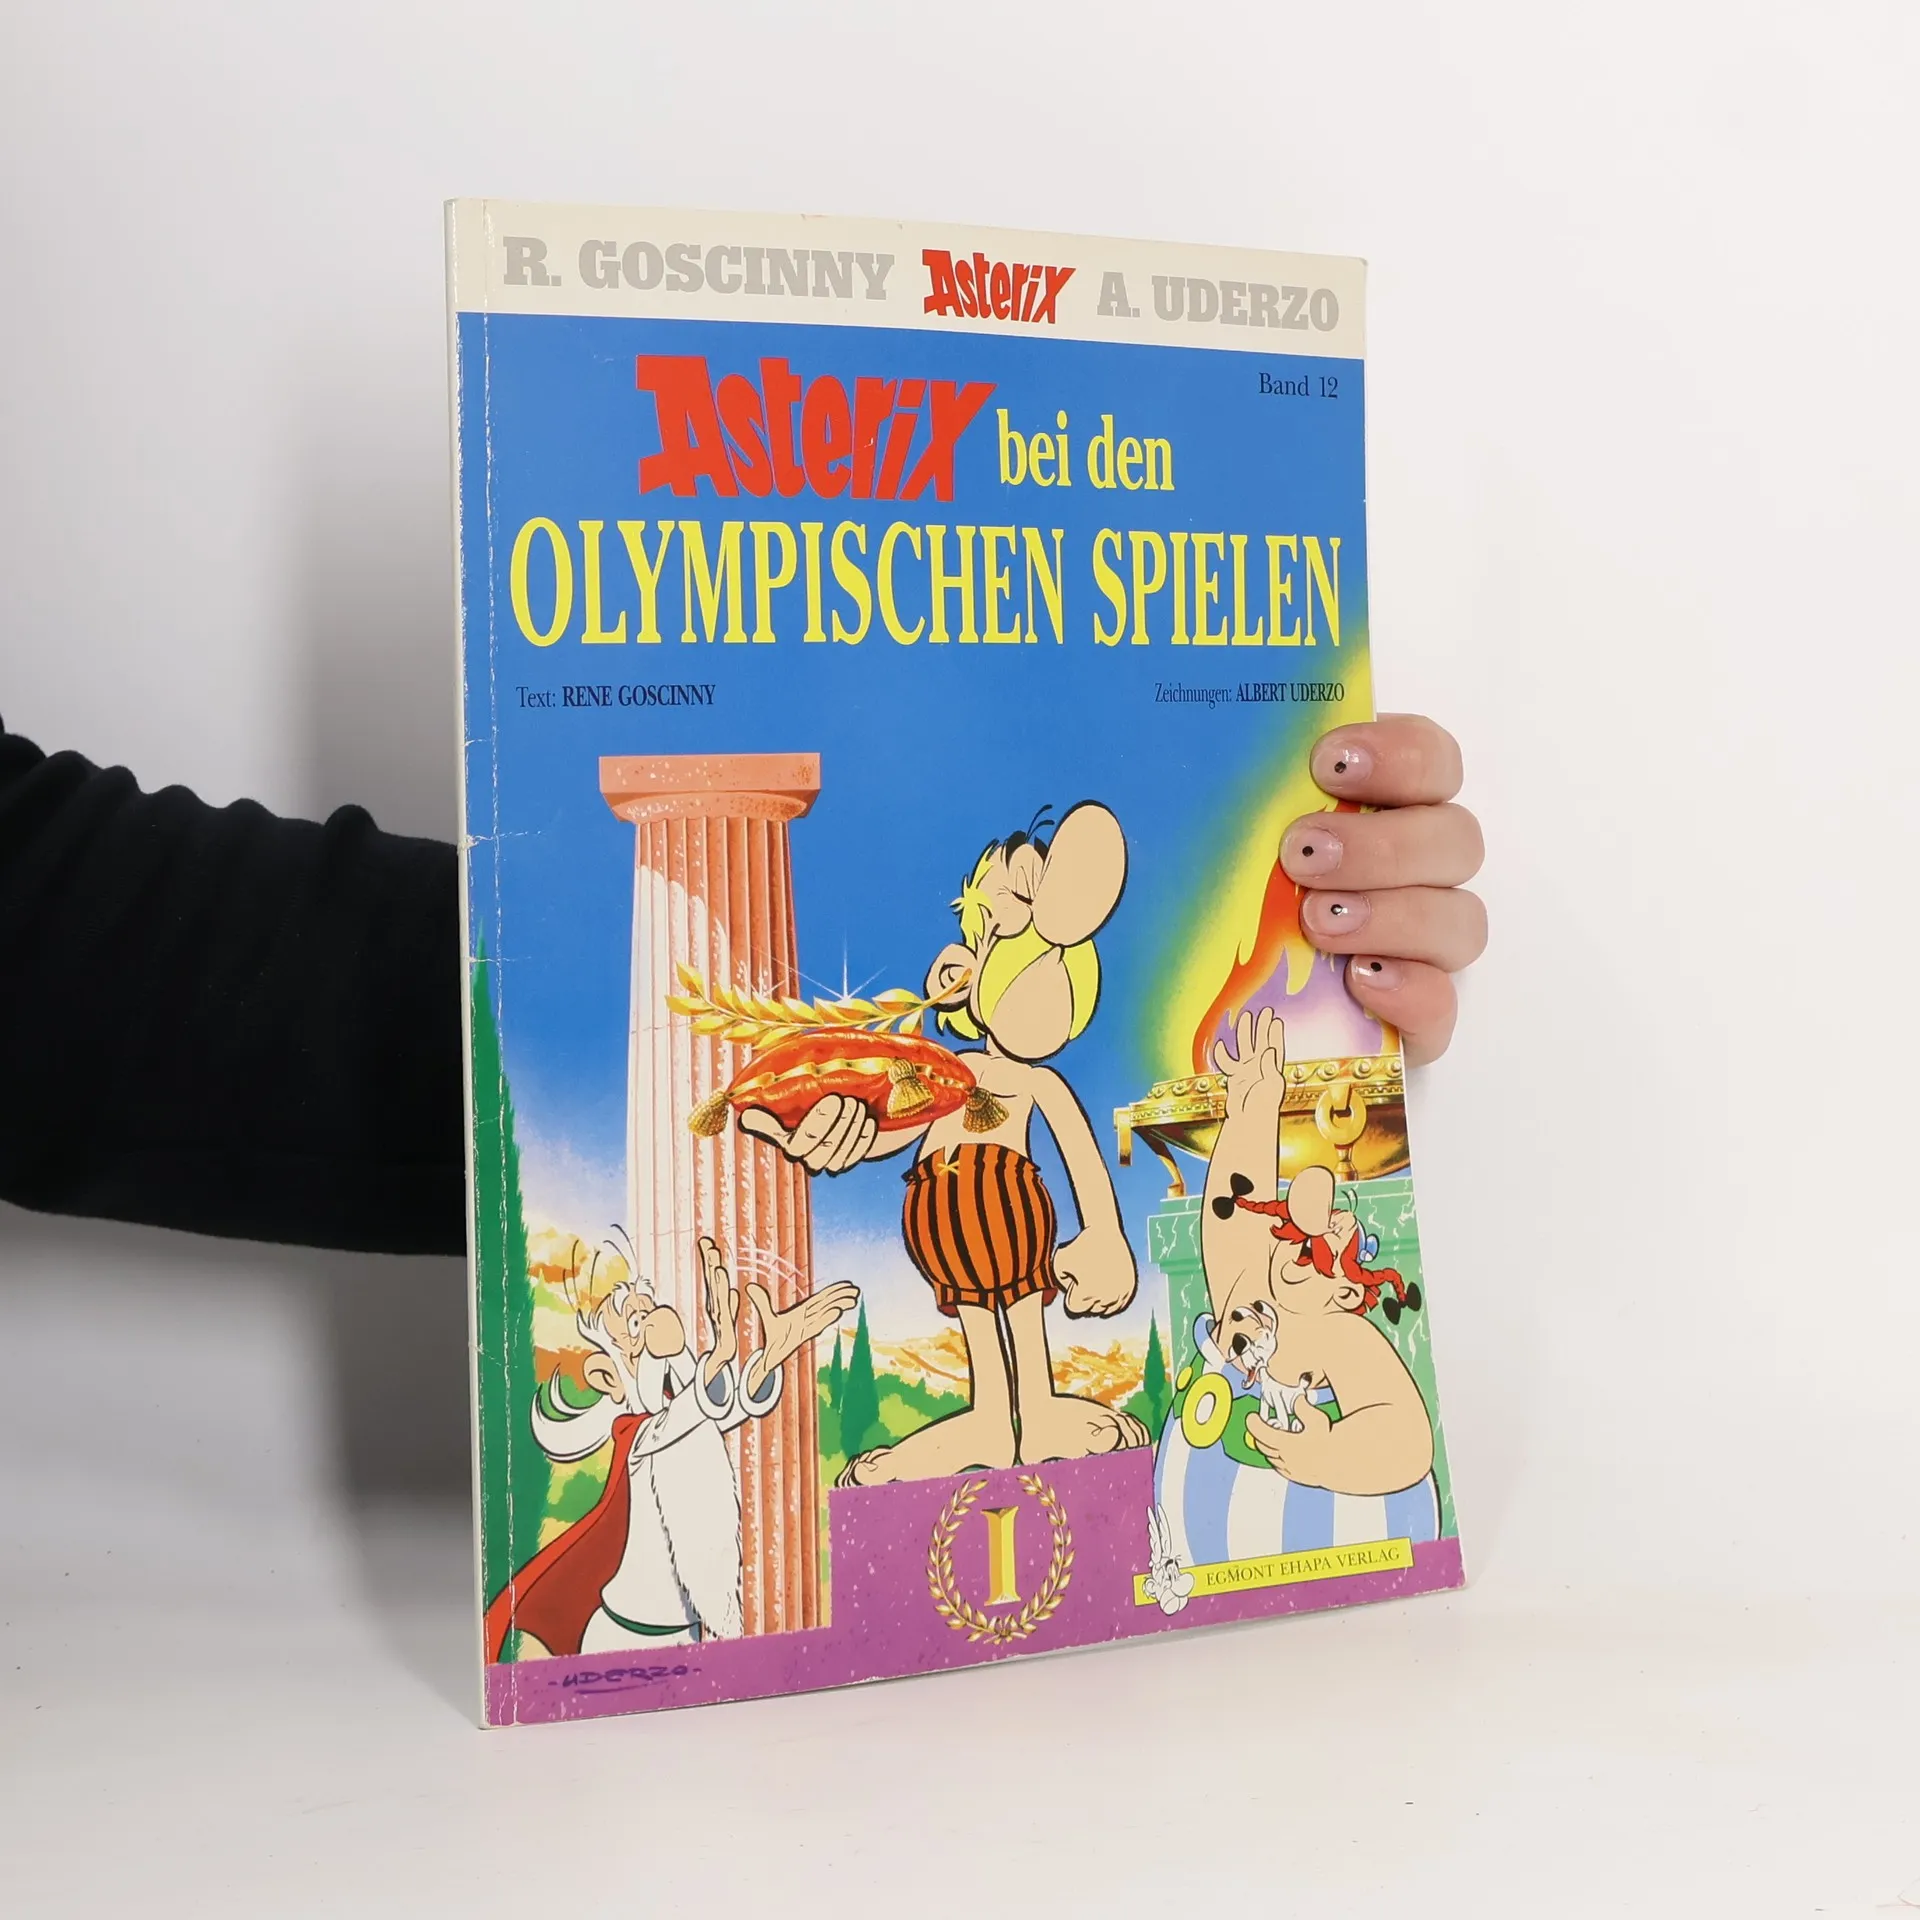 R. GOSCINNY Asterix A. UDERZO
Band 12
Asterix bei den
OLYMPISCHEN SPIELEN
Text: RENE GOSCINNY
Zeichnungen: ALBERT UDERZO
I
EGMONT EHAPA VERLAG
-UDERZO-